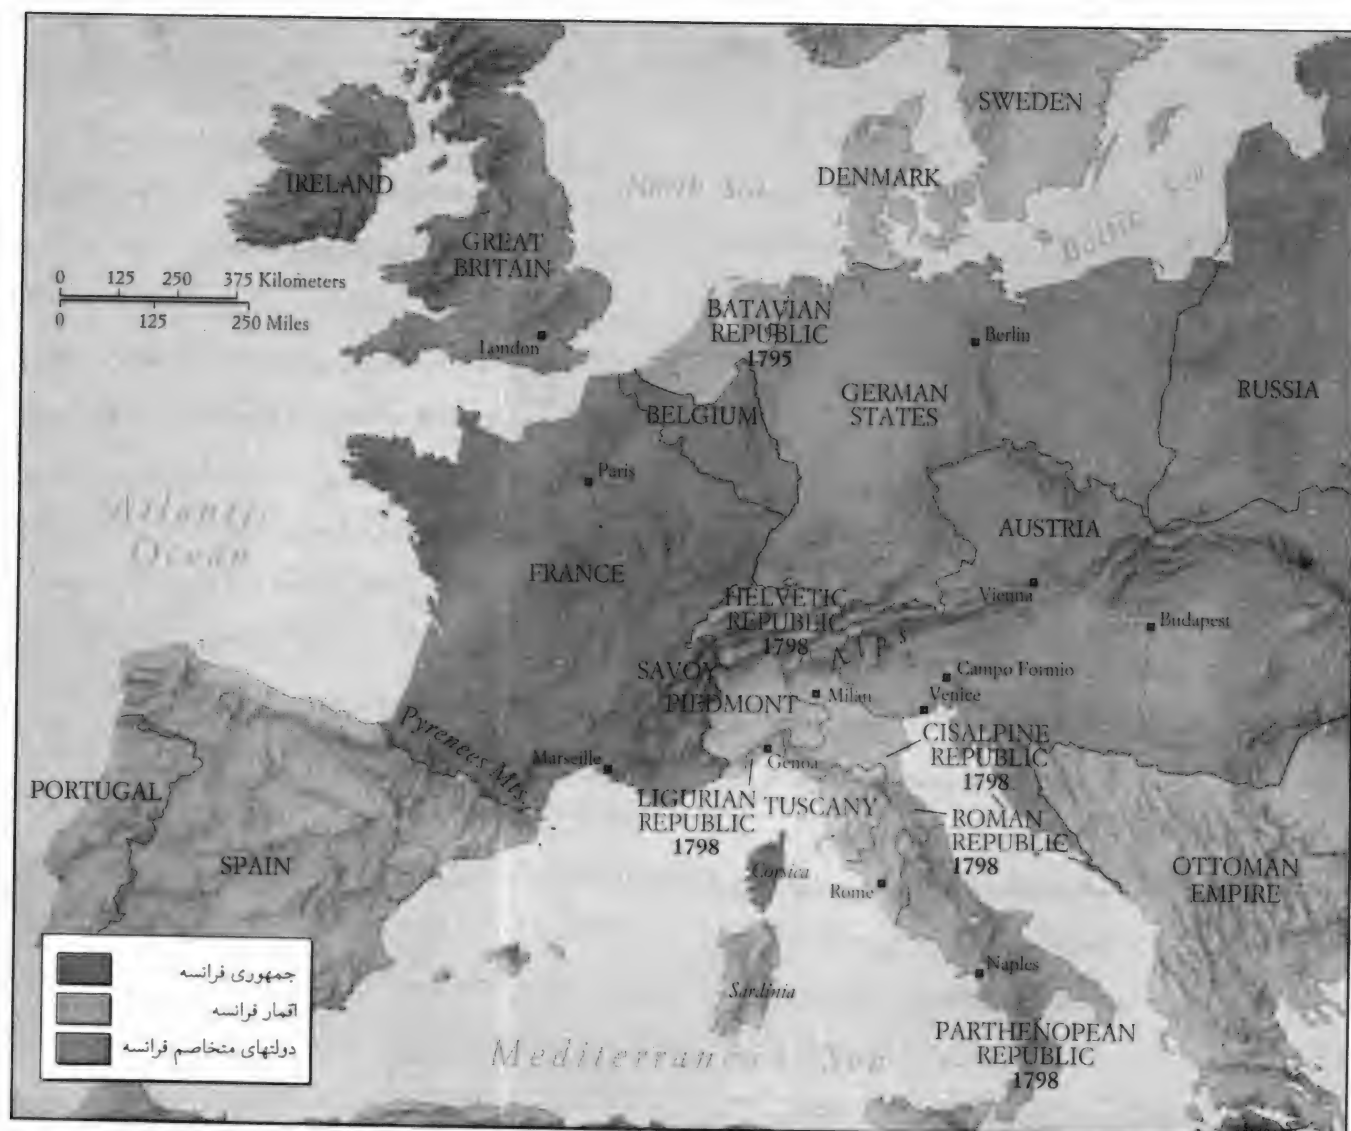 SWEDEN
IRELAND
North Sea
DENMARK
Baltic Sea
GREAT
BRITAIN
0 125 250 375 Kilometers
0 125 250 Miles
London
BATAVIAN
REPUBLIC
1795
Berlin
GERMAN
STATES
RUSSIA
BELGIUM
Paris
Atlantic
Ocean
AUSTRIA
FRANCE
Vienna
HELVETIC
REPUBLIC
1798
Budapest
Alps
SAVOY
PIEDMONT
Milan
Campo Formio
Venice
Pyrenees Mts.
Marseille
Genoa
CISALPINE
REPUBLIC
1798
PORTUGAL
LIGURIAN
REPUBLIC
1798
TUSCANY
ROMAN
REPUBLIC
1798
SPAIN
Corsica
Rome
OTTOMAN
EMPIRE
Naples
Sardinia
PARTHENOPEAN
REPUBLIC
1798
Mediterranean Sea
جمهوری فرانسه
اقمار فرانسه
دولتهای متخاصم فرانسه